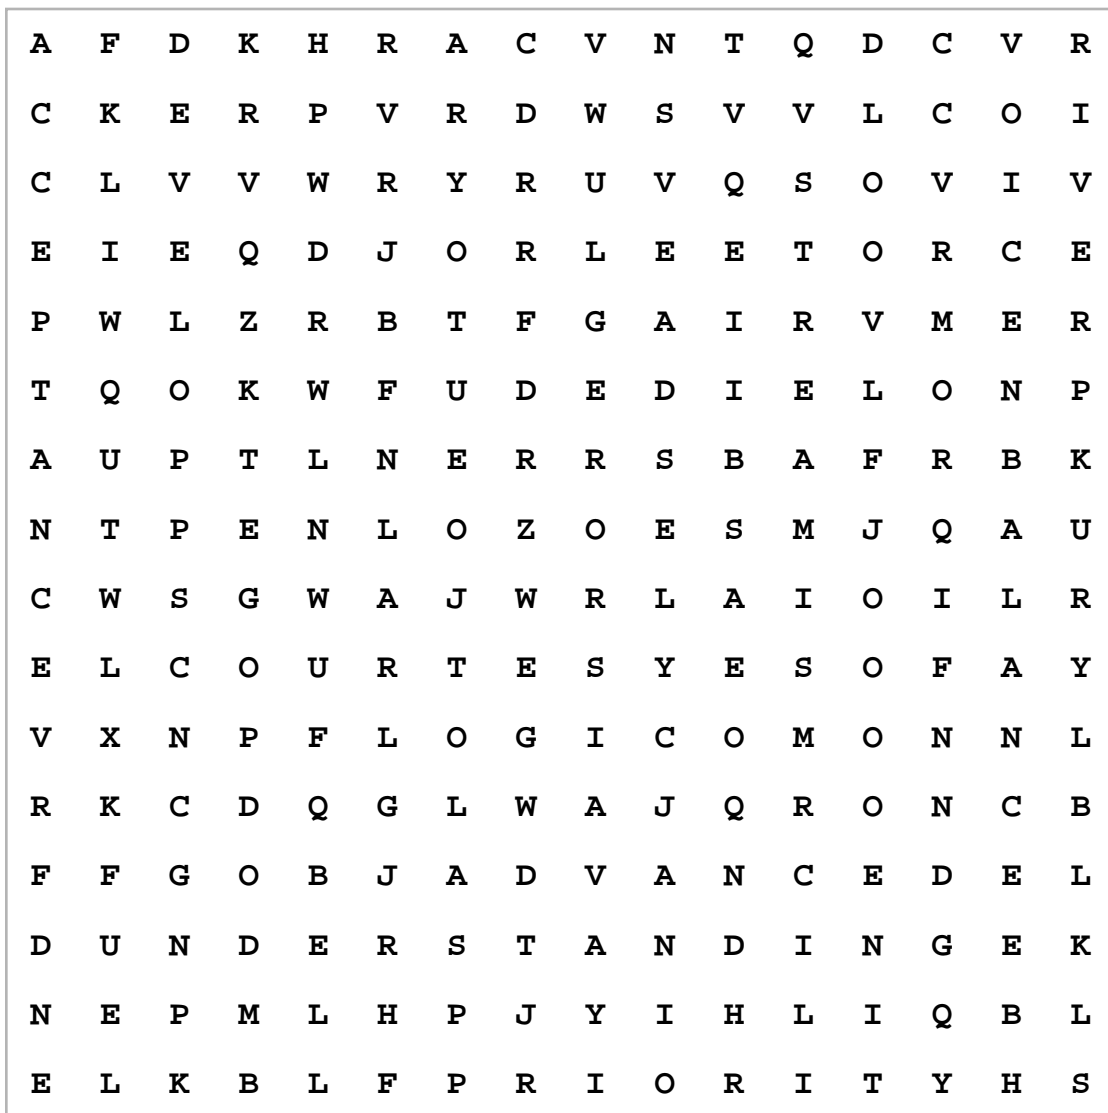 A F D K H R A C V N T Q D C V R
C K E R P V R D W S V V L C O I
C L V V W R Y R U V Q S O V I V
E I E Q D J O R L E E T O R C E
P W L Z R B T F G A I R V M E R
T Q O K W F U D E D I E L O N P
A U P T L N E R R S B A F R B K
N T P E N L O Z O E S M J Q A U
C W S G W A J W R L A I O I L R
E L C O U R T E S Y E S O F A Y
V X N P F L O G I C O M O N N L
R K C D Q G L W A J Q R O N C B
F F G O B J A D V A N C E D E L
D U N D E R S T A N D I N G E K
N E P M L H P J Y I H L I Q B L
E L K B L F P R I O R I T Y H S